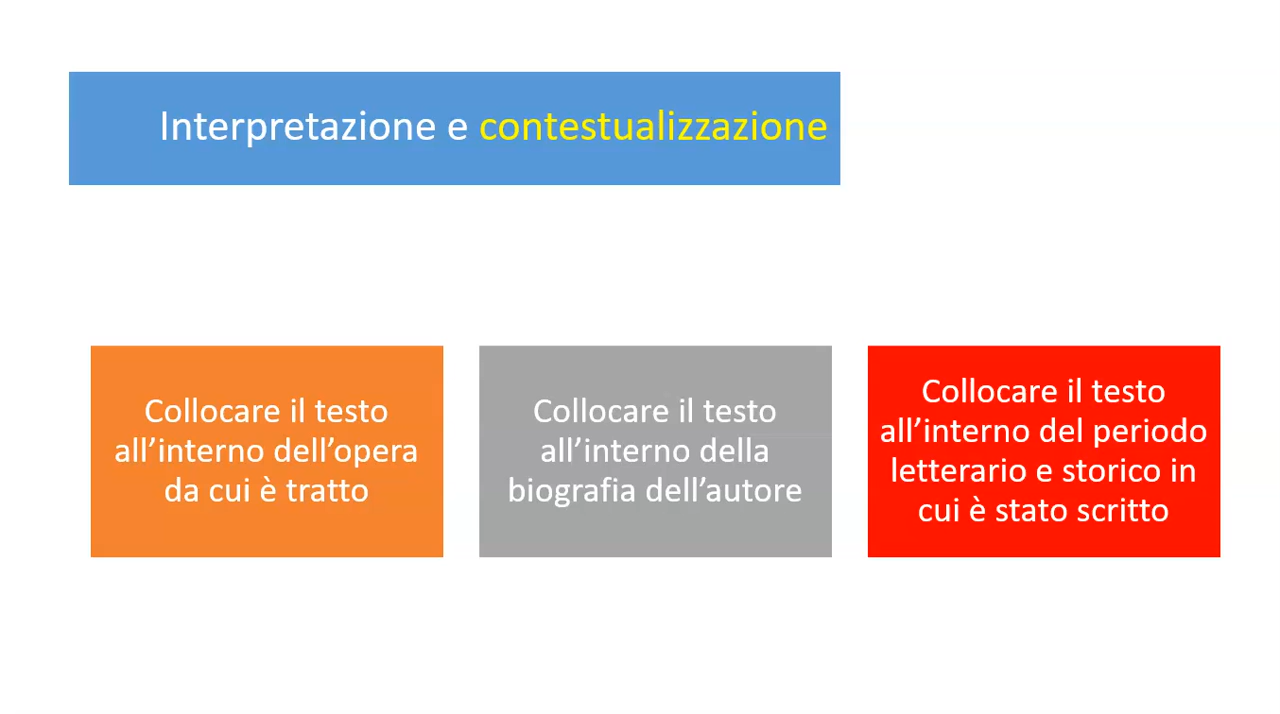 Interpretazione e contestualizzazione
Collocare il testo
all’interno dell’opera
da cui è tratto
Collocare il testo
all’interno della
biografia dell’autore
Collocare il testo
all’interno del periodo
letterario e storico in
cui è stato scritto